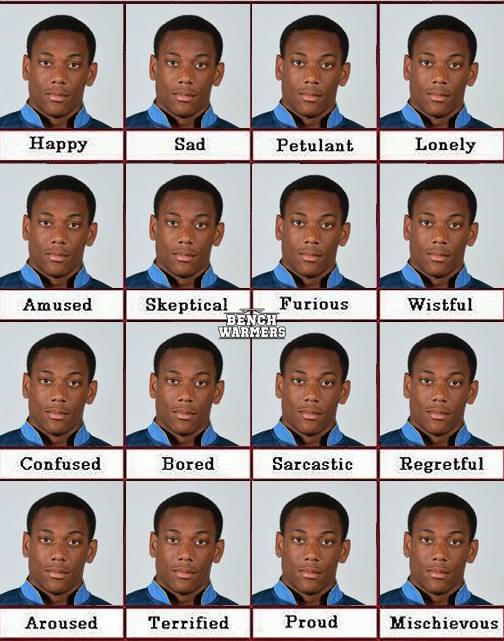 Happy
Sad
Petulant
Lonely
Amused
Skeptical
Furious
Wistful
BENCH
WARMERS
Confused
Bored
Sarcastic
Regretful
Aroused
Terrified
Proud
Mischievous